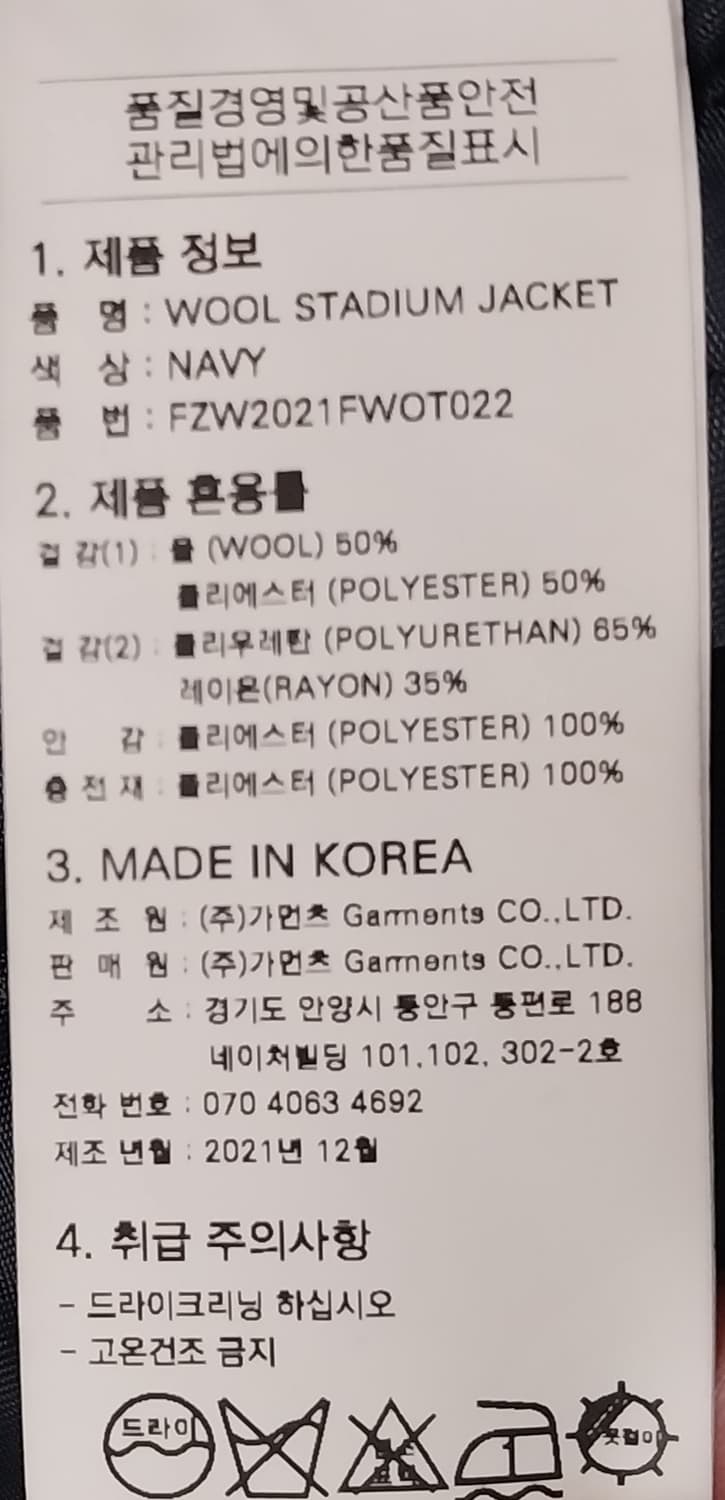 품질경영및공산품안전
관리법에의한품질표시
1. 제품 정보
품 명 : WOOL STADIUM JACKET
색 상 : NAVY
품 번 : FZW2021FWOT022
2. 제품 혼용률
겉 감(1) : 울 (WOOL) 50%
폴리에스터 (POLYESTER) 50%
겉 감(2) : 폴리우레탄 (POLYURETHAN) 65%
레이온(RAYON) 35%
안 감 : 폴리에스터 (POLYESTER) 100%
충 전 재 : 폴리에스터 (POLYESTER) 100%
3. MADE IN KOREA
제 조 원 : (주)가먼츠 Garments CO.,LTD.
판 매 원 : (주)가먼츠 Garments CO.,LTD.
주 소 : 경기도 안양시 동안구 동편로 188
네이처빌딩 101,102, 302-2호
전화 번호 : 070 4063 4692
제조 년월 : 2021년 12월
4. 취급 주의사항
- 드라이크리닝 하십시오
- 고온건조 금지
드라이
1
옷걸이